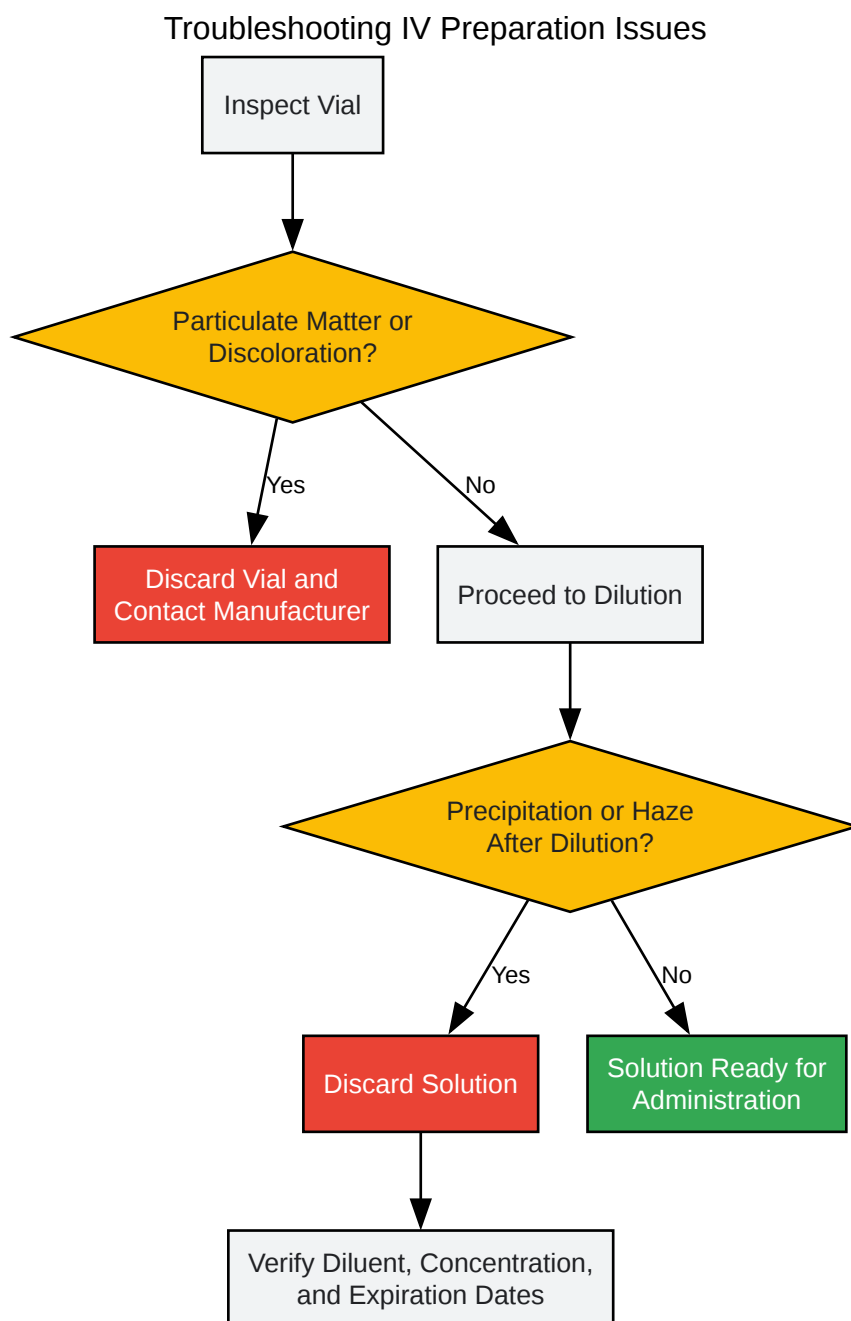 Troubleshooting IV Preparation Issues
Inspect Vial
Particulate Matter or
Discoloration?
Yes
No
Discard Vial and
Contact Manufacturer
Proceed to Dilution
Precipitation or Haze
After Dilution?
Yes
No
Discard Solution
Solution Ready for
Administration
Verify Diluent, Concentration,
and Expiration Dates